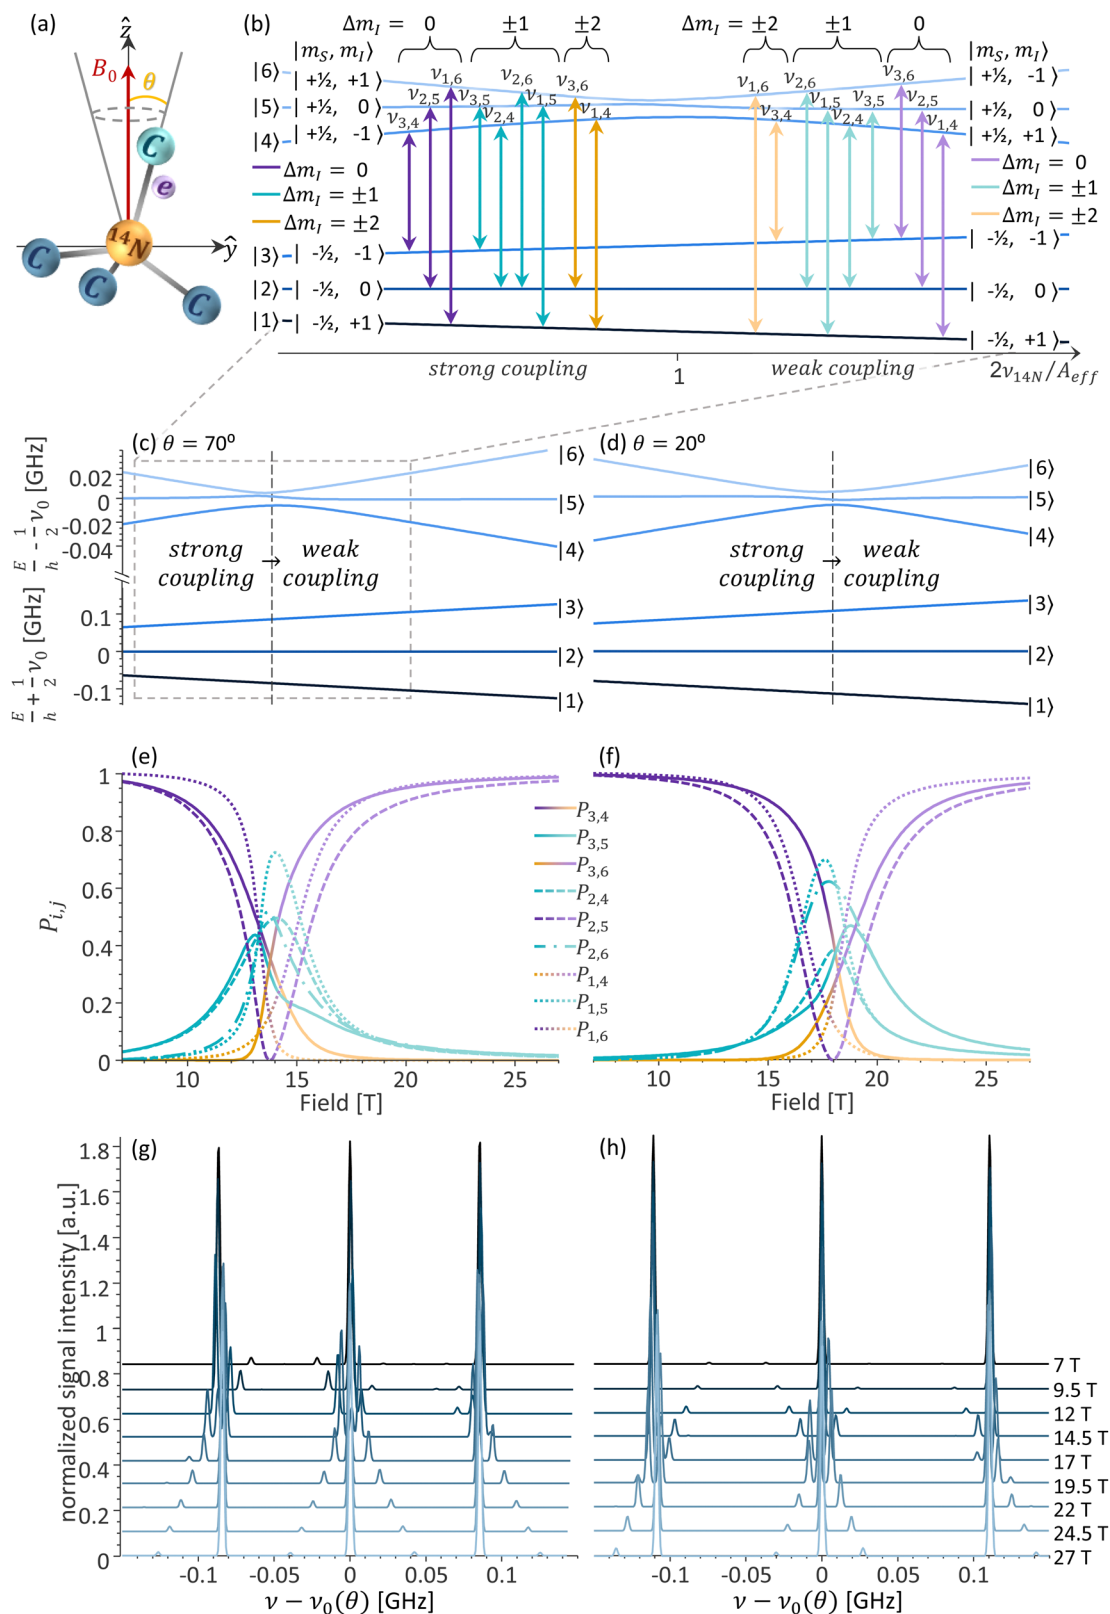 (a)
ẑ
B₀
θ
C
e
¹⁴N
ŷ
C
C
C
(b)
Δm_I = 0 ±1 ±2 Δm_I = ±2 ±1 0
|m_S, m_I⟩ |m_S, m_I⟩
|6⟩ | +½, +1 ⟩ ν₁,₆ ν₂,₆ ν₃,₆ ν₁,₆ ν₂,₆ ν₃,₆ | +½, -1 ⟩
|5⟩ | +½, 0 ⟩ ν₂,₅ ν₃,₅ ν₁,₅ ν₁,₅ ν₃,₅ ν₂,₅ | +½, 0 ⟩
|4⟩ | +½, -1 ⟩ ν₃,₄ ν₂,₄ ν₁,₄ ν₃,₄ ν₂,₄ ν₁,₄ | +½, +1 ⟩
Δm_I = 0 Δm_I = 0
Δm_I = ±1 Δm_I = ±1
Δm_I = ±2 Δm_I = ±2
|3⟩ | -½, -1 ⟩ | -½, -1 ⟩
|2⟩ | -½, 0 ⟩ | -½, 0 ⟩
|1⟩ | -½, +1 ⟩ | -½, +1 ⟩
strong coupling 1 weak coupling 2ν₁₄N/A_eff
(c) θ = 70º
E/h - 1/2 ν₀ [GHz]
0.02
0
-0.02
-0.04
|6⟩
|5⟩
|4⟩
strong coupling → weak coupling
E/h + 1/2 ν₀ [GHz]
0.1
0
-0.1
|3⟩
|2⟩
|1⟩
(d) θ = 20º
|6⟩
|5⟩
|4⟩
strong coupling → weak coupling
|3⟩
|2⟩
|1⟩
(e)
P_i,j
1
0.8
0.6
0.4
0.2
0
10 15 20 25
Field [T]
P₃,₄
P₃,₅
P₃,₆
P₂,₄
P₂,₅
P₂,₆
P₁,₄
P₁,₅
P₁,₆
(f)
10 15 20 25
Field [T]
(g)
normalized signal intensity [a.u.]
1.8
1.6
1.4
1.2
1
0.8
0.6
0.4
0.2
0
-0.1 -0.05 0 0.05 0.1
ν − ν₀(θ) [GHz]
(h)
7 T
9.5 T
12 T
14.5 T
17 T
19.5 T
22 T
24.5 T
27 T
-0.1 -0.05 0 0.05 0.1
ν − ν₀(θ) [GHz]